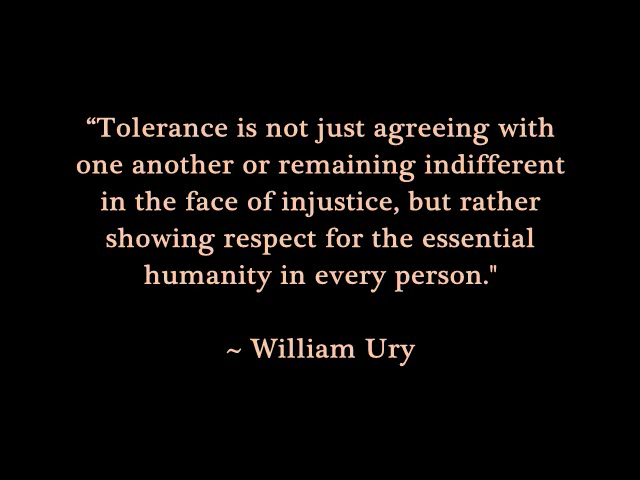 “Tolerance is not just agreeing with
one another or remaining indifferent
in the face of injustice, but rather
showing respect for the essential
humanity in every person."
~ William Ury